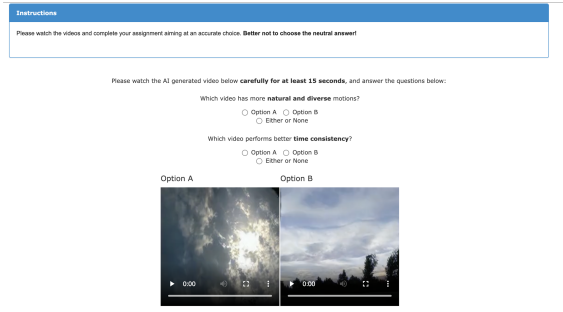 Instructions
Please watch the videos and complete your assignment aiming at an accurate choice. Better not to choose the neutral answer!
Please watch the AI generated video below carefully for at least 15 seconds, and answer the questions below:
Which video has more natural and diverse motions?
Option A Option B
Either or None
Which video performs better time consistency?
Option A Option B
Either or None
Option A Option B
0:00 0:00